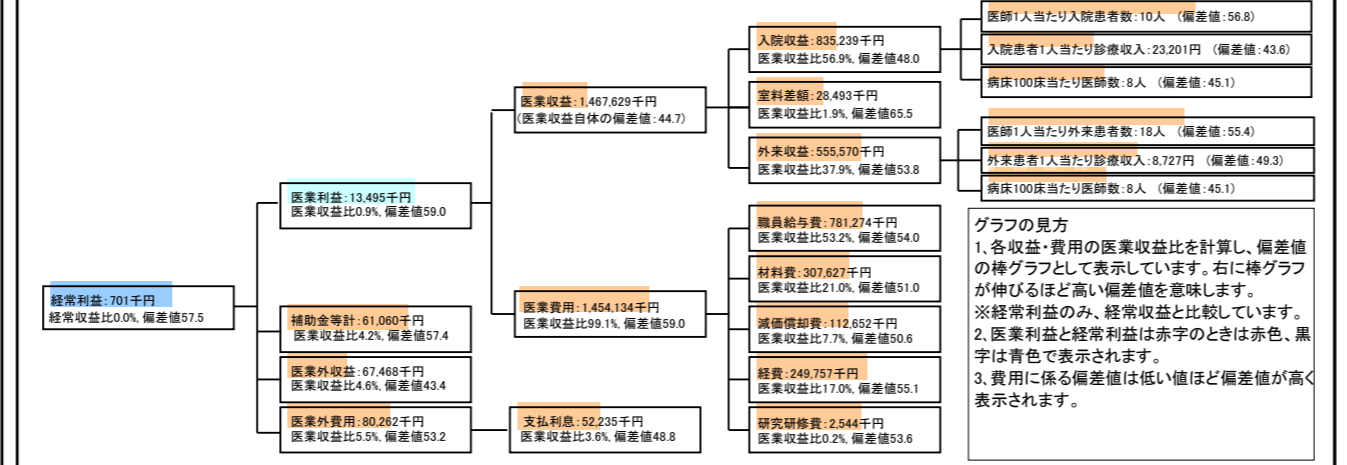 経常利益:701千円
経常収益比0.0%, 偏差値57.5
医業利益:13,495千円
医業収益比0.9%, 偏差値59.0
補助金等計:61,060千円
医業収益比4.2%, 偏差値57.4
医業外収益:67,468千円
医業収益比4.6%, 偏差値43.4
医業外費用:80,262千円
医業収益比5.5%, 偏差値53.2
医業収益:1,467,629千円
(医業収益自体の偏差値:44.7)
医業費用:1,454,134千円
医業収益比99.1%, 偏差値59.0
支払利息:52,235千円
医業収益比3.6%, 偏差値48.8
入院収益:835,239千円
医業収益比56.9%, 偏差値48.0
室料差額:28,493千円
医業収益比1.9%, 偏差値65.5
外来収益:555,570千円
医業収益比37.9%, 偏差値53.8
職員給与費:781,274千円
医業収益比53.2%, 偏差値54.0
材料費:307,627千円
医業収益比21.0%, 偏差値51.0
減価償却費:112,652千円
医業収益比7.7%, 偏差値50.6
経費:249,757千円
医業収益比17.0%, 偏差値55.1
研究研修費:2,544千円
医業収益比0.2%, 偏差値53.6
医師1人当たり入院患者数:10人 (偏差値:56.8)
入院患者1人当たり診療収入:23,201円 (偏差値:43.6)
病床100床当たり医師数:8人 (偏差値:45.1)
医師1人当たり外来患者数:18人 (偏差値:55.4)
外来患者1人当たり診療収入:8,727円 (偏差値:49.3)
病床100床当たり医師数:8人 (偏差値:45.1)
グラフの見方
1、各収益・費用の医業収益比を計算し、偏差値
の棒グラフとして表示しています。右に棒グラフ
が伸びるほど高い偏差値を意味します。
※経常利益のみ、経常収益と比較しています。
2、医業利益と経常利益は赤字のときは赤色、黒
字は青色で表示されます。
3、費用に係る偏差値は低い値ほど偏差値が高く
表示されます。